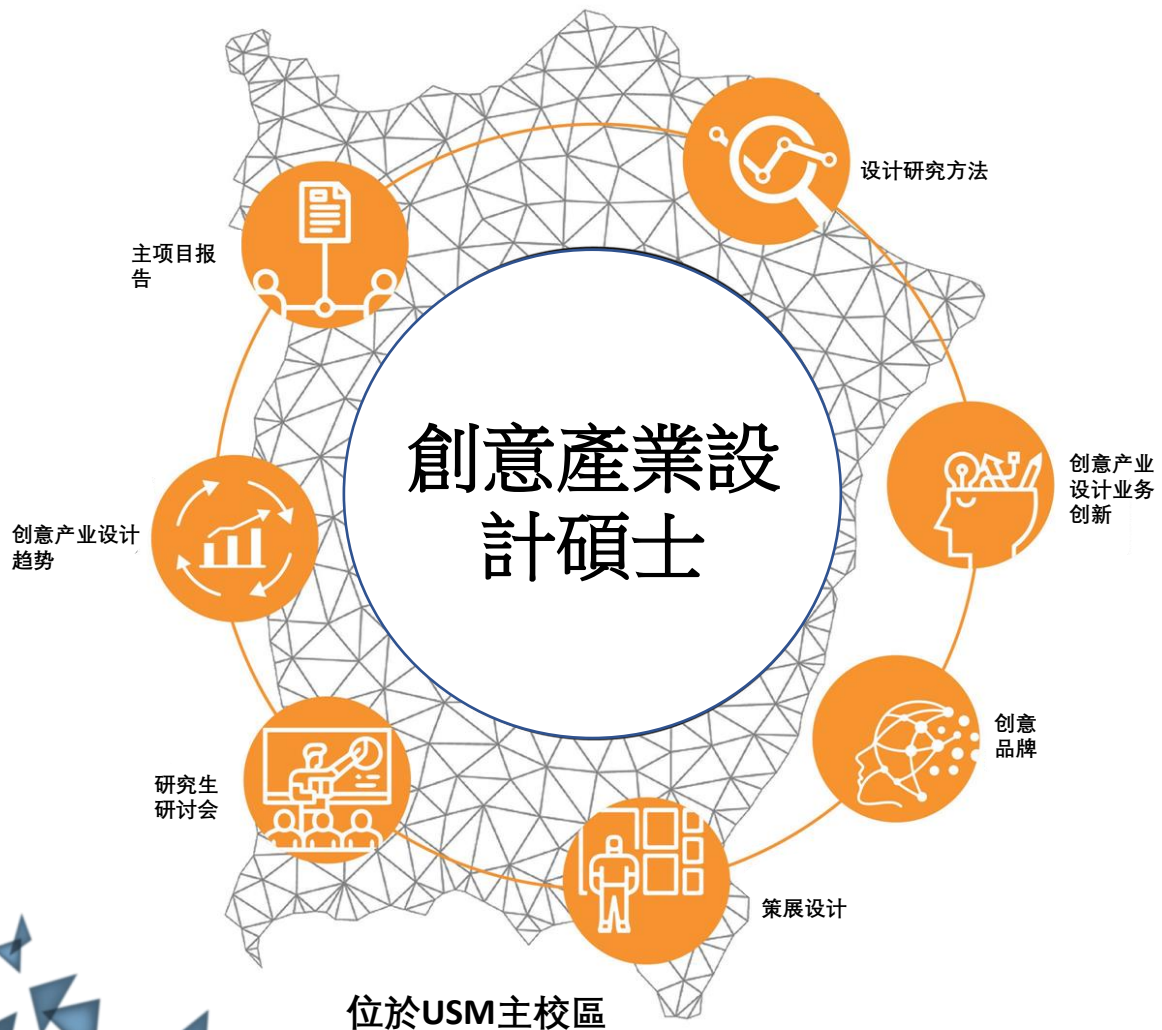 设计研究方法
主项目报
告
創意產業設
計碩士
创意产业
设计业务
创新
创意产业设计
趋势
创意
品牌
研究生
研讨会
策展设计
位於USM主校區